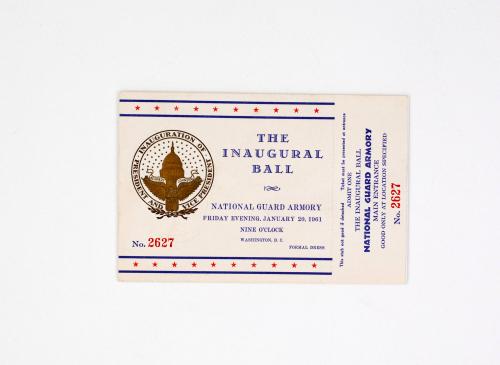 INAUGURATION OF
PRESIDENT AND VICE PRESIDENT
THE
INAUGURAL
BALL
NATIONAL GUARD ARMORY
FRIDAY EVENING, JANUARY 20, 1961
NINE O'CLOCK
WASHINGTON, D. C.
FORMAL DRESS
No. 2627
This stub not good if detached Ticket must be presented at entrance
ADMIT ONE
THE INAUGURAL BALL
NATIONAL GUARD ARMORY
MAIN ENTRANCE
GOOD ONLY AT LOCATION SPECIFIED
No. 2627